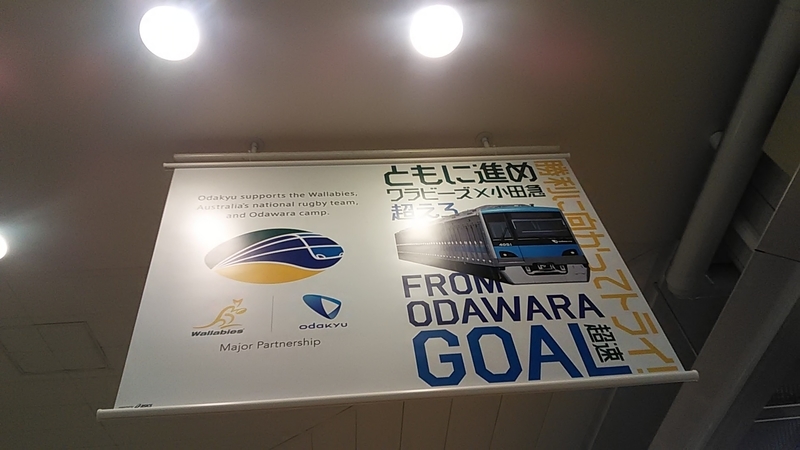 Odakyu supports the Wallabies,
Australia's national rugby team,
and Odawara camp.
Wallabies
odakyu
Major Partnership
ともに進め
ワラビーズ×小田急
超えろ
4051
FROM
ODAWARA
GOAL
超速
勝利に向かってトライ!